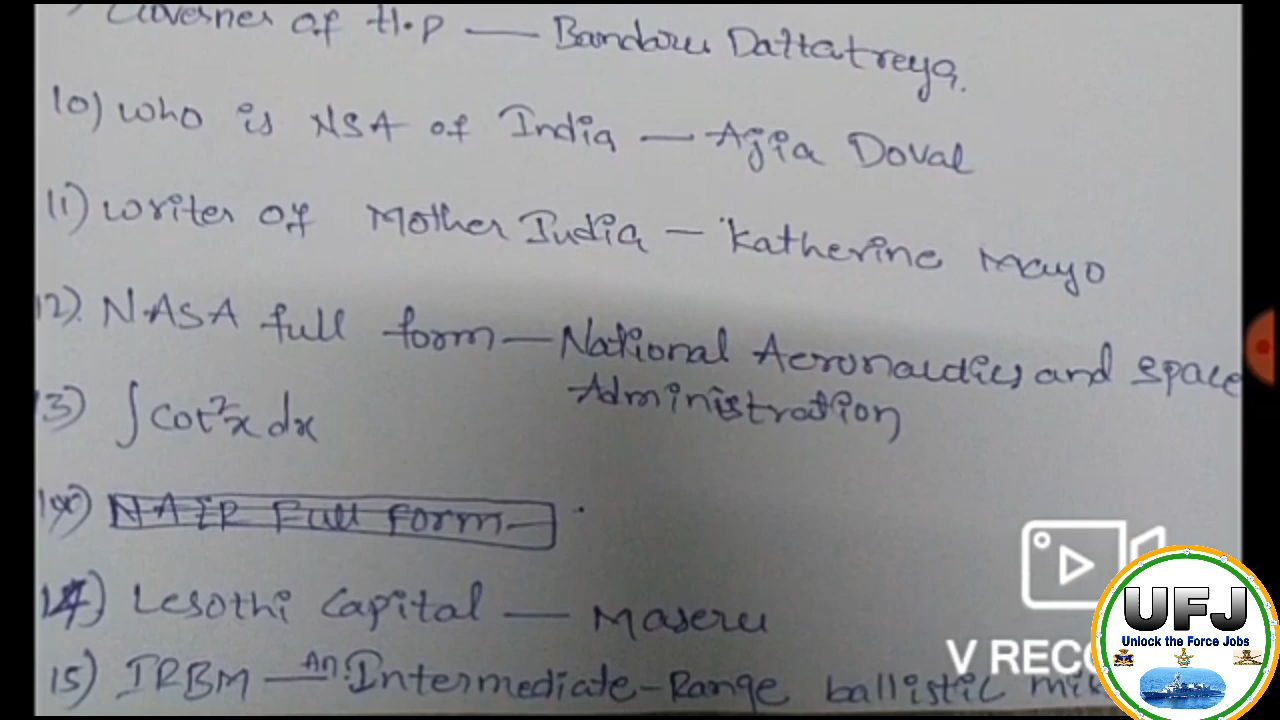 Governer of H.P — Bandaru Dattatreya.
10) Who is NSA of India — Ajia Doval
11) writer of Mother India — Katherine Mayo
12). N.ASA full form — National Aeronautics and space
Administration
13) ∫cot²x dx
14) NAIR Full Form —
14) Lesothi Capital — Maseru
15) IRBM — An Intermediate-Range ballistic
V REC
UFJ
Unlock the Force Jobs